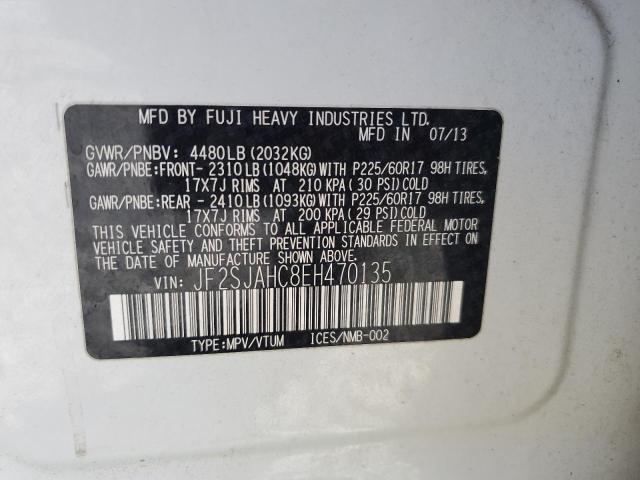 MFD BY FUJI HEAVY INDUSTRIES LTD.
MFD IN 07/13
GVWR/PNBV: 4480LB (2032KG)
GAWR/PNBE:FRONT- 2310LB (1048KG) WITH P225/60R17 98H TIRES,
17X7J RIMS AT 210 KPA (30 PSI) COLD
GAWR/PNBE:REAR - 2410LB (1093KG) WITH P225/60R17 98H TIRES,
17X7J RIMS AT 200 KPA (29 PSI) COLD
THIS VEHICLE CONFORMS TO ALL APPLICABLE FEDERAL MOTOR
VEHICLE SAFETY AND THEFT PREVENTION STANDARDS IN EFFECT ON
THE DATE OF MANUFACTURE SHOWN ABOVE.
VIN: JF2SJAHC8EH470135
TYPE:MPV/VTUM ICES/NMB-002